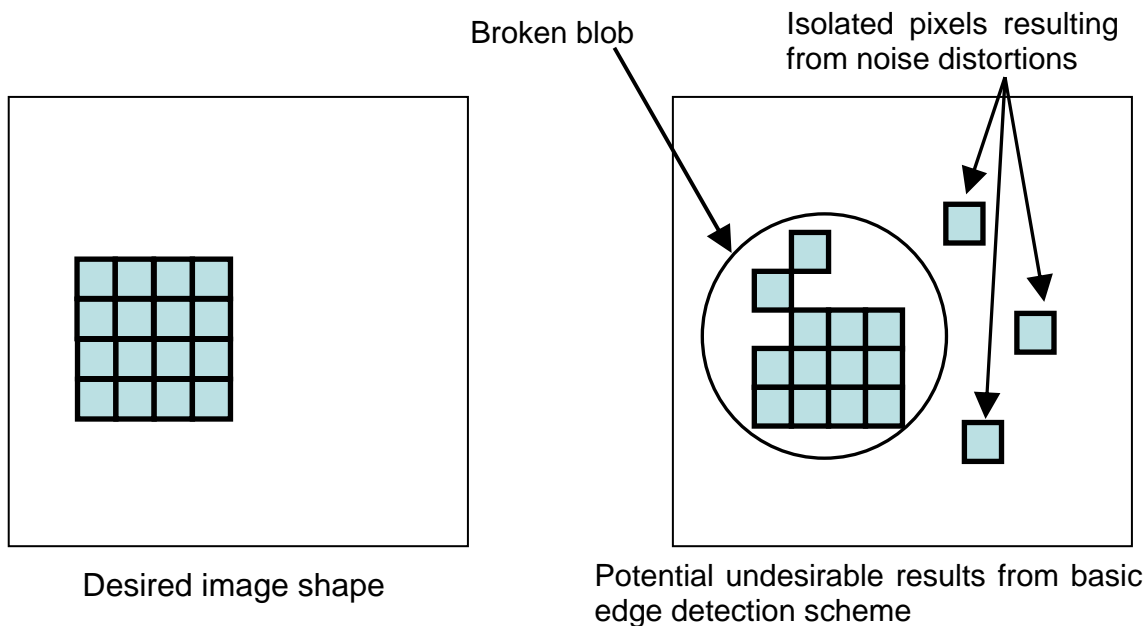 Broken blob
Isolated pixels resulting
from noise distortions
Desired image shape
Potential undesirable results from basic
edge detection scheme